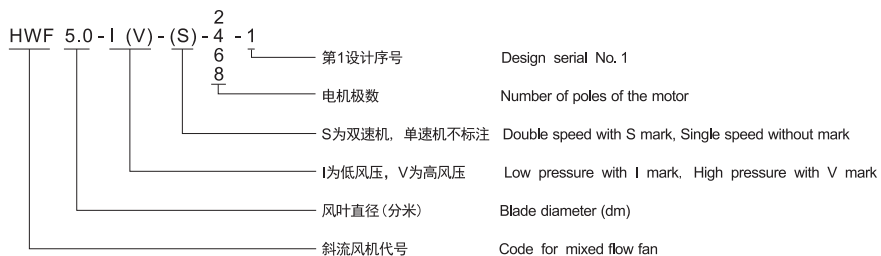 2
HWF 5.0-I (V)-(S)-4-1
6
8
第1设计序号 Design serial No. 1
电机极数 Number of poles of the motor
S为双速机, 单速机不标注 Double speed with S mark, Single speed without mark
I为低风压，V为高风压 Low pressure with I mark, High pressure with V mark
风叶直径(分米) Blade diameter (dm)
斜流风机代号 Code for mixed flow fan